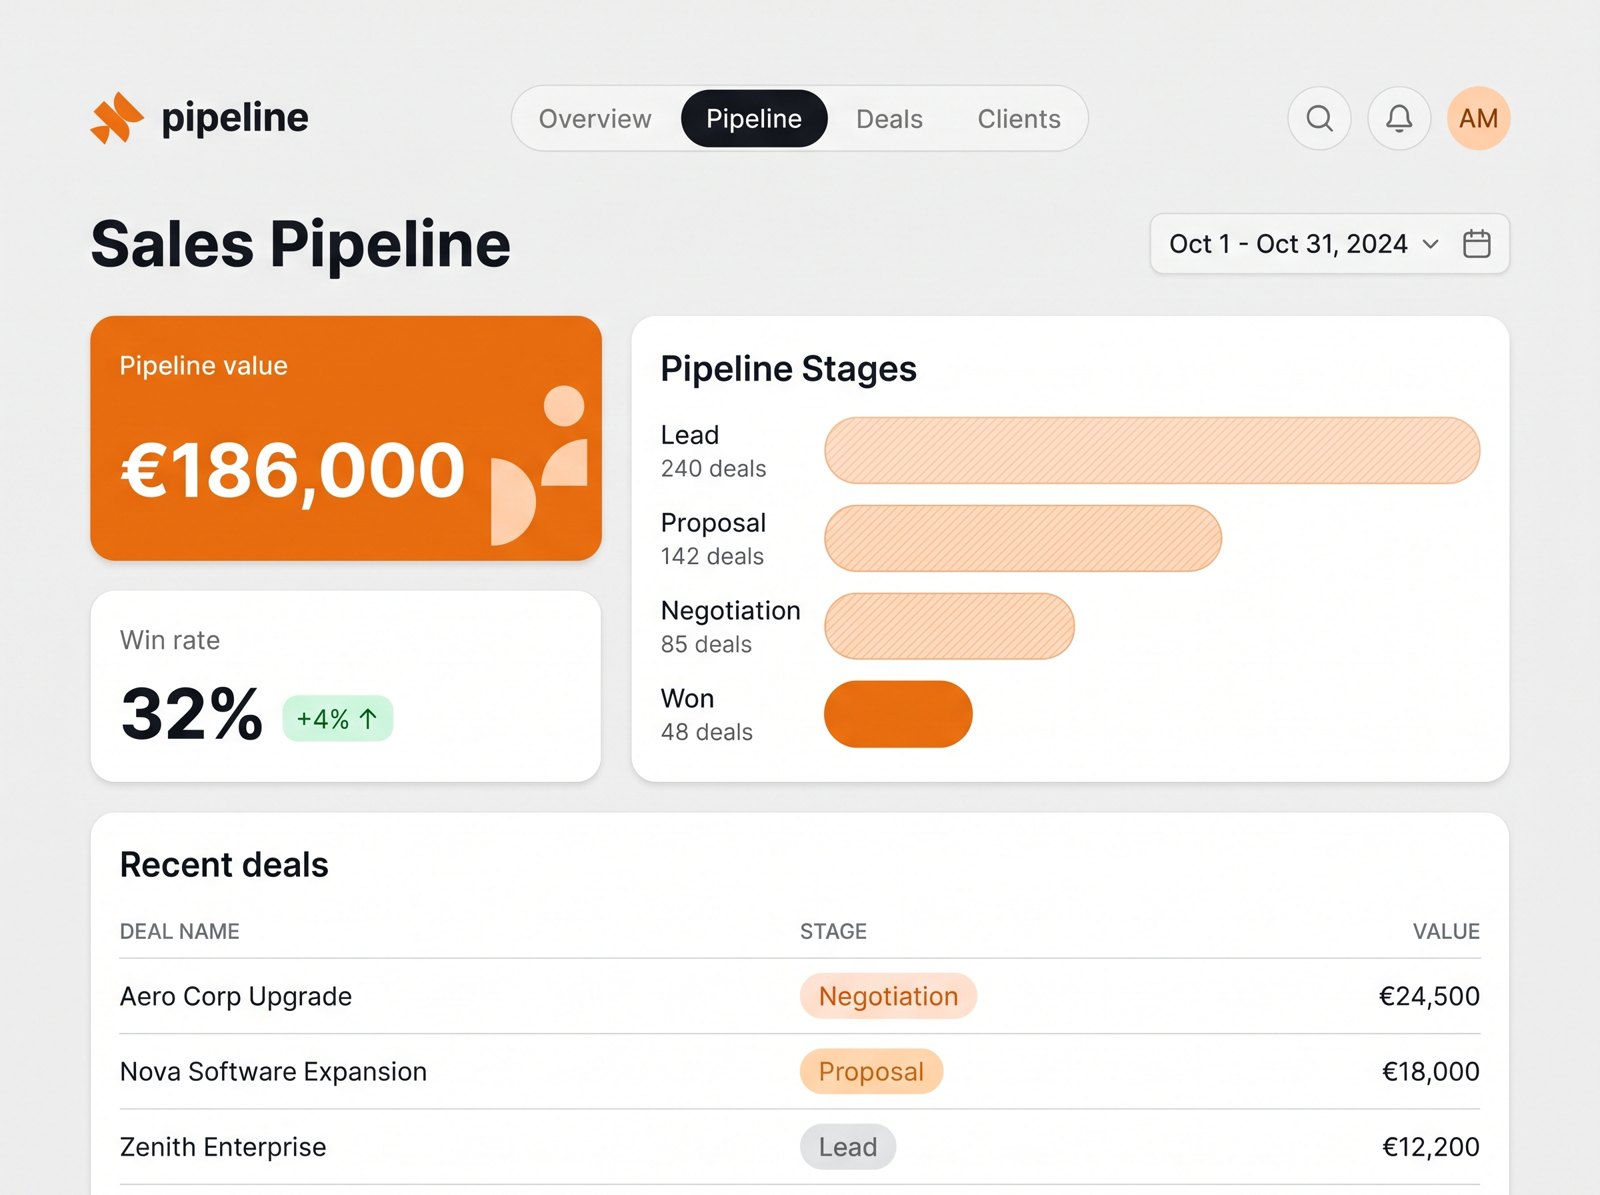 pipeline
Overview
Pipeline
Deals
Clients
AM
Sales Pipeline
Oct 1 - Oct 31, 2024
Pipeline value
€186,000
Win rate
32%
+4% ↑
Pipeline Stages
Lead
240 deals
Proposal
142 deals
Negotiation
85 deals
Won
48 deals
Recent deals
DEAL NAME STAGE VALUE
Aero Corp Upgrade Negotiation €24,500
Nova Software Expansion Proposal €18,000
Zenith Enterprise Lead €12,200